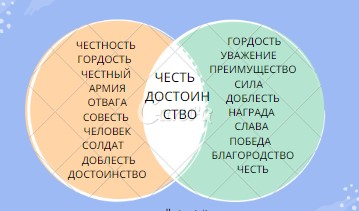 ЧЕСТНОСТЬ
ГОРДОСТЬ
ЧЕСТНЫЙ
АРМИЯ
ОТВАГА
СОВЕСТЬ
ЧЕЛОВЕК
СОЛДАТ
ДОБЛЕСТЬ
ДОСТОИНСТВО
ЧЕСТЬ
ДОСТОИН
СТВО
ГОРДОСТЬ
УВАЖЕНИЕ
ПРЕИМУЩЕСТВО
СИЛА
ДОБЛЕСТЬ
НАГРАДА
СЛАВА
ПОБЕДА
БЛАГОРОДСТВО
ЧЕСТЬ